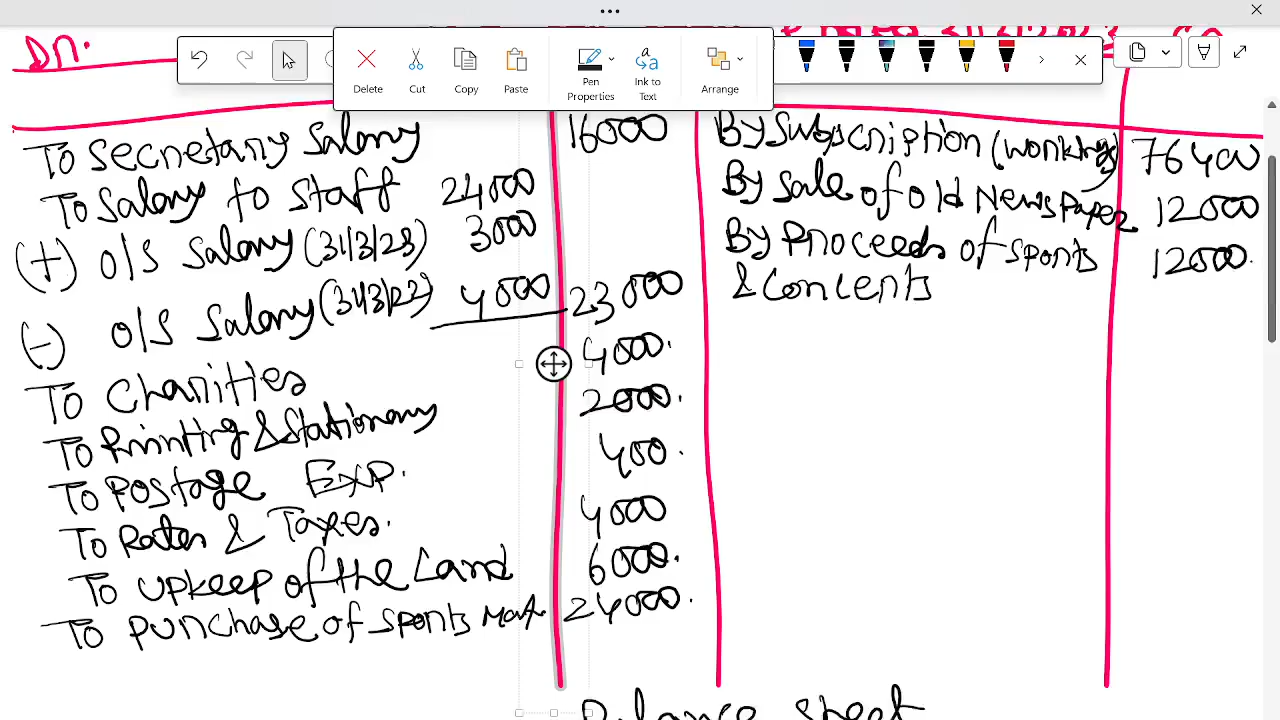 Dr.
Delete Cut Copy Paste Pen Properties Ink to Text Arrange
To Secretary Salary 16000
To Salary to Staff 24000
(+) O/S Salary (31/3/23) 3000
(-) O/S Salary (31/3/22) 4000 23000
To Charities 4000.
To Printing & Stationary 2000.
To Postage Exp. 400.
To Rates & Taxes. 4000
To Upkeep of the Land 6000.
To Purchase of Sports Mat. 24000.
By Subscription (working) 76400
By Sale of old News Paper 12000
By Proceeds of Sports 12000.
& Concents
Balance Sheet